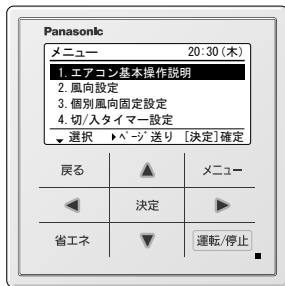 Panasonic
メニュー 20:30(木)
1. エアコン基本操作説明
2. 風向設定
3. 個別風向固定設定
4. 切/入タイマー設定
選択 ▶ページ送り [決定]確定
戻る ▲ メニュー
◀ 決定 ▶
省エネ ▼ 運転/停止